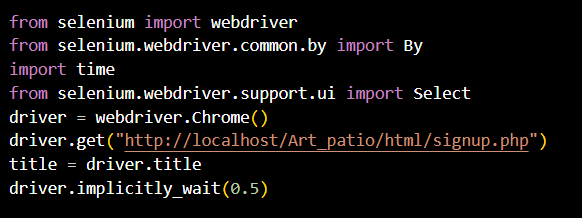 from selenium import webdriver
from selenium.webdriver.common.by import By
import time
from selenium.webdriver.support.ui import Select
driver = webdriver.Chrome()
driver.get("http://localhost/Art_patio/html/signup.php")
title = driver.title
driver.implicitly_wait(0.5)